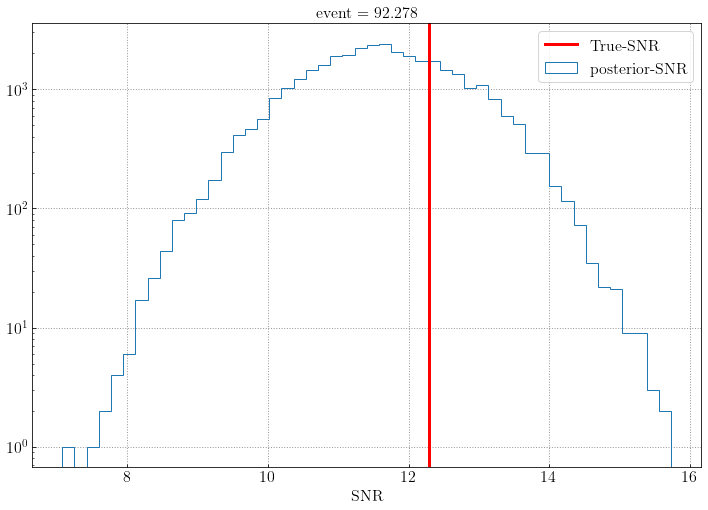 event = 92.278
True-SNR
posterior-SNR
10^3
10^2
10^1
10^0
8 10 12 14 16
SNR